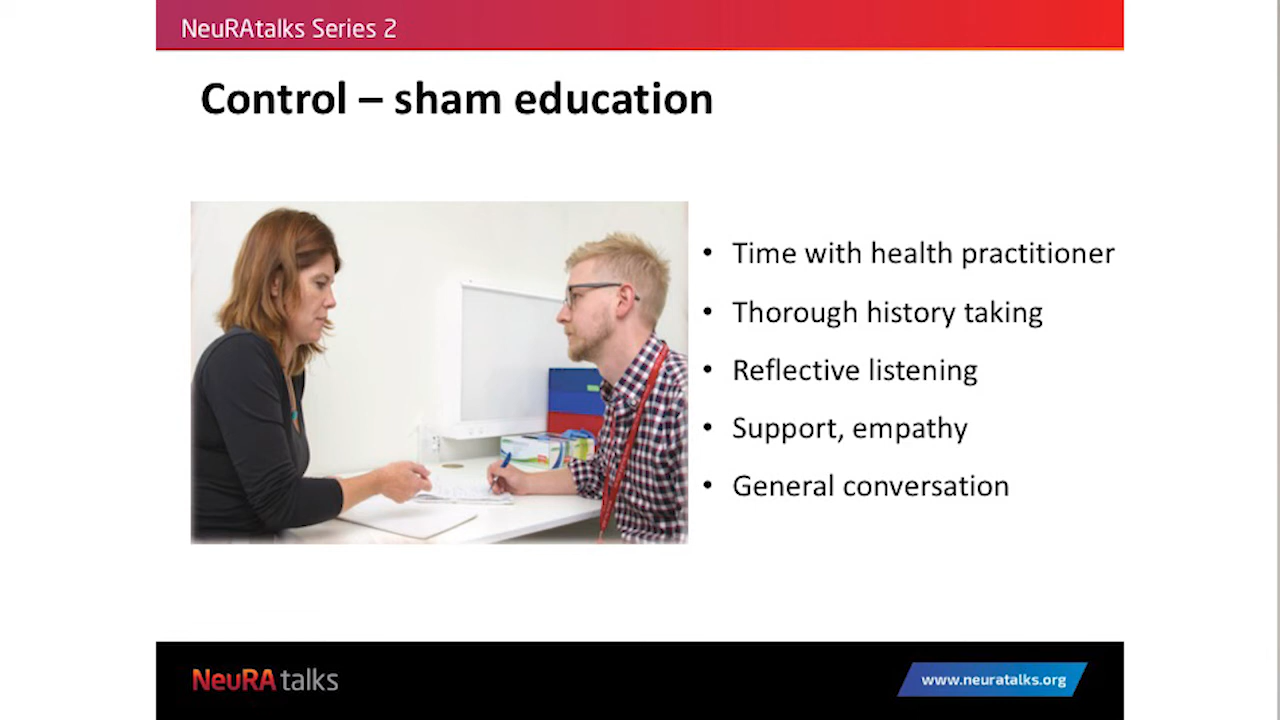 NeuRAtalks Series 2
Control – sham education
• Time with health practitioner
• Thorough history taking
• Reflective listening
• Support, empathy
• General conversation
NeuRA talks
www.neuratalks.org